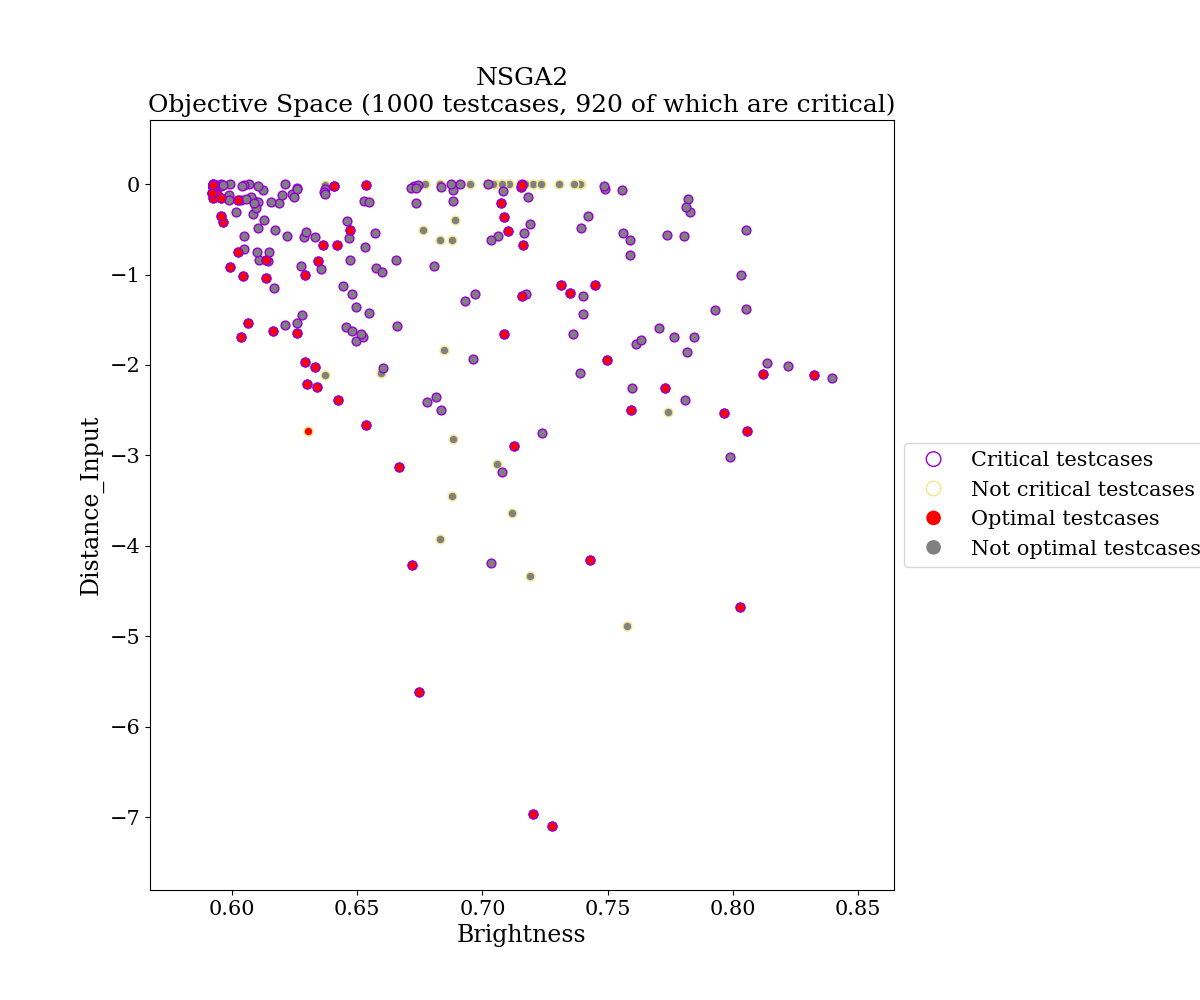 NSGA2
Objective Space (1000 testcases, 920 of which are critical)
Distance_Input
0
−1
−2
−3
−4
−5
−6
−7
0.60 0.65 0.70 0.75 0.80 0.85
Brightness
Critical testcases
Not critical testcases
Optimal testcases
Not optimal testcases